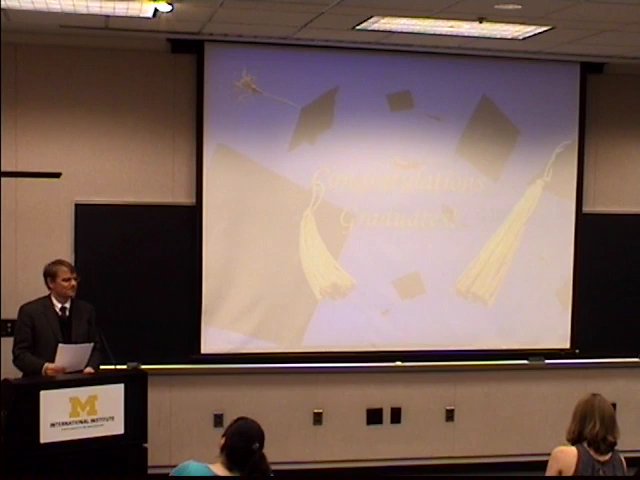 Congratulations
Graduates
M
INTERNATIONAL INSTITUTE